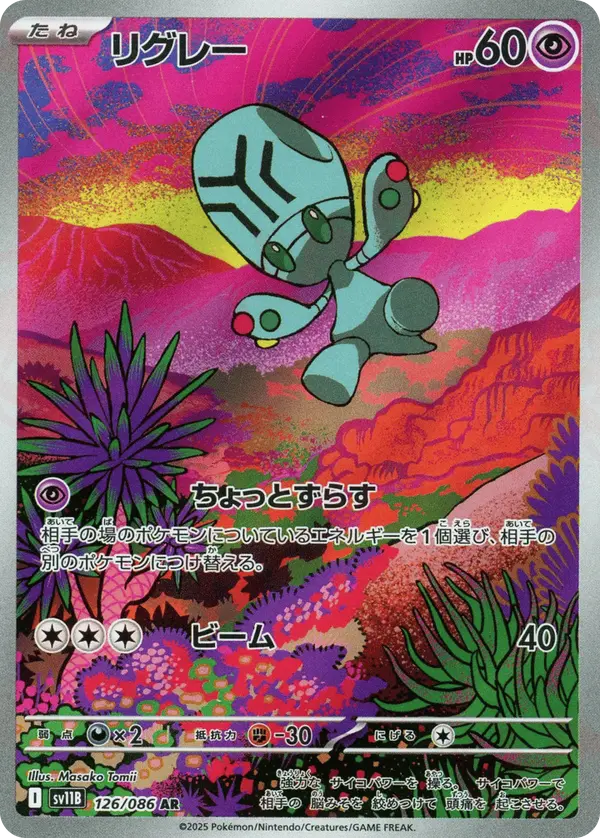 たね
リグレー
HP60
ちょっとずらす
相手の場のポケモンについているエネルギーを1個選び、相手の
別のポケモンにつけ替える。
ビーム 40
弱点 ×2 抵抗力 -30 にげる
Illus. Masako Tomii
I sv11B 126/086 AR
強力な サイコパワーを 操る。サイコパワーで
相手の 脳みそを 絞めつけて 頭痛を 起こさせる。
©2025 Pokémon/Nintendo/Creatures/GAME FREAK.